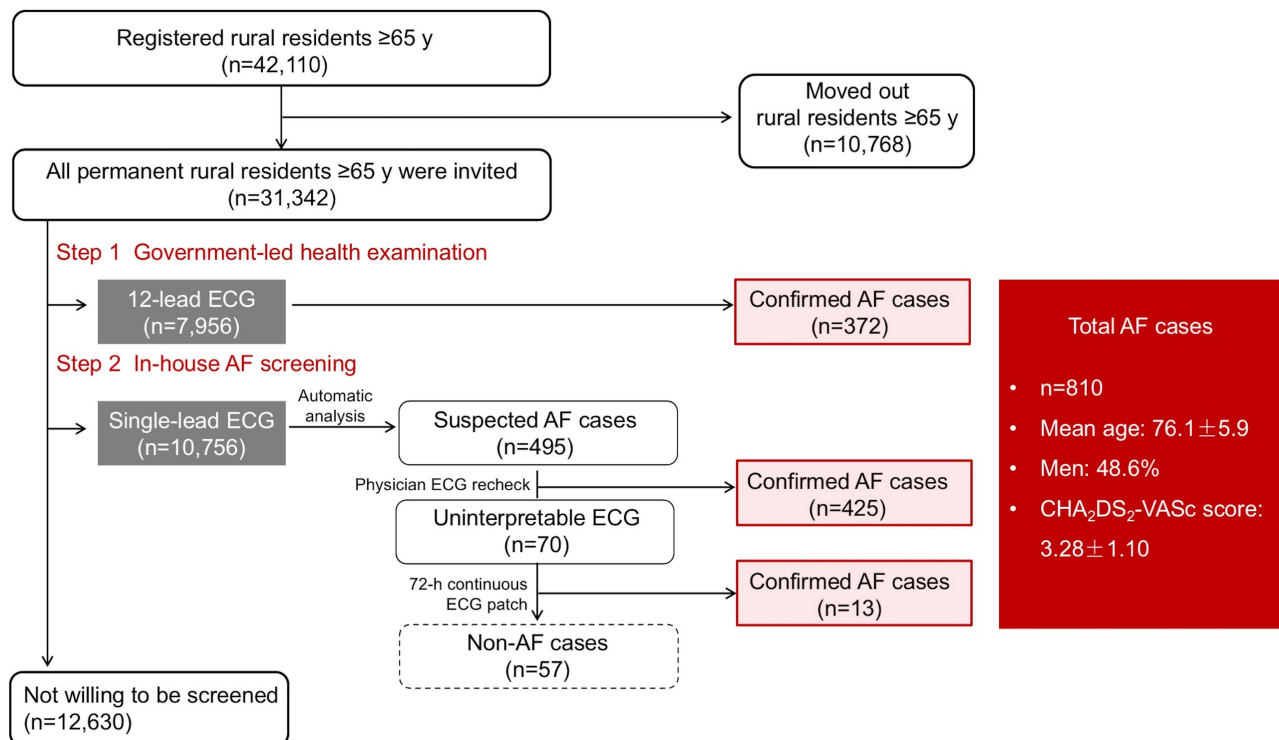 Registered rural residents ≥65 y
(n=42,110)
Moved out
rural residents ≥65 y
(n=10,768)
All permanent rural residents ≥65 y were invited
(n=31,342)
Step 1 Government-led health examination
12-lead ECG
(n=7,956)
Confirmed AF cases
(n=372)
Step 2 In-house AF screening
Single-lead ECG
(n=10,756)
Automatic
analysis
Suspected AF cases
(n=495)
Physician ECG recheck
Confirmed AF cases
(n=425)
Uninterpretable ECG
(n=70)
72-h continuous
ECG patch
Confirmed AF cases
(n=13)
Non-AF cases
(n=57)
Not willing to be screened
(n=12,630)
Total AF cases
• n=810
• Mean age: 76.1±5.9
• Men: 48.6%
• CHA₂DS₂-VASc score:
3.28±1.10